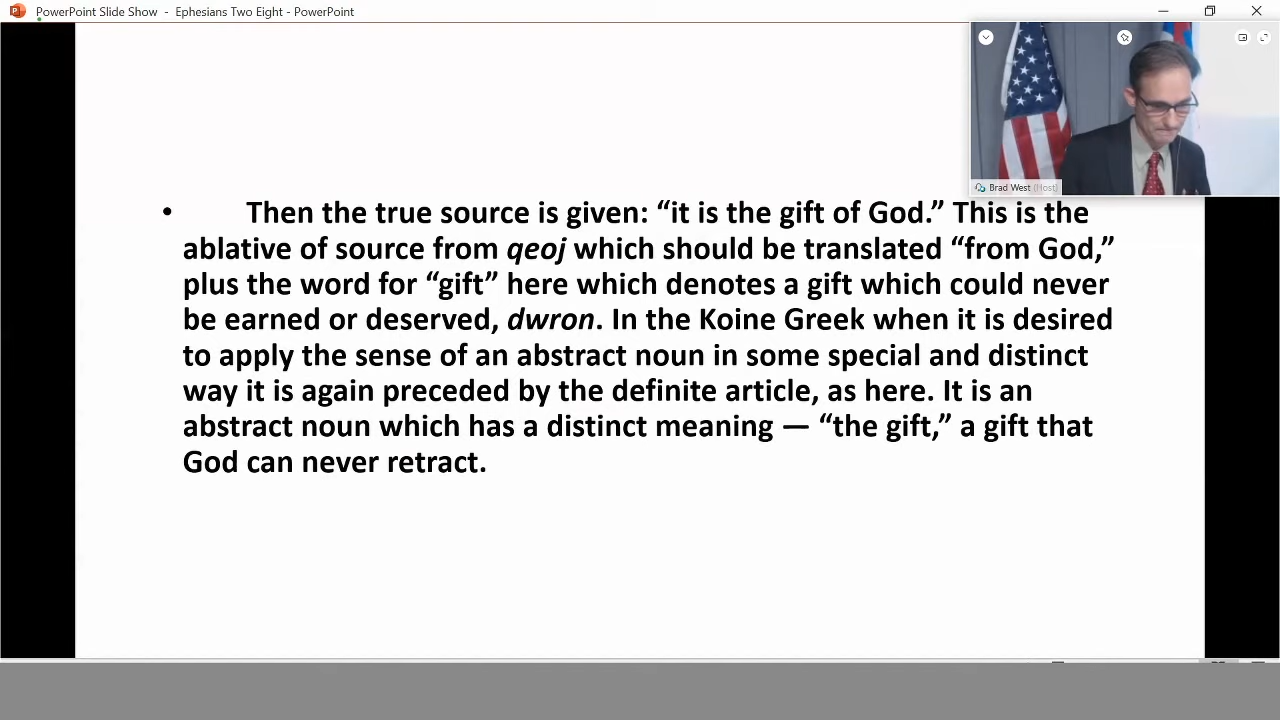 PowerPoint Slide Show - Ephesians Two Eight - PowerPoint
Brad West (Host)
• Then the true source is given: “it is the gift of God.” This is the
ablative of source from qeoj which should be translated “from God,”
plus the word for “gift” here which denotes a gift which could never
be earned or deserved, dwron. In the Koine Greek when it is desired
to apply the sense of an abstract noun in some special and distinct
way it is again preceded by the definite article, as here. It is an
abstract noun which has a distinct meaning — “the gift,” a gift that
God can never retract.